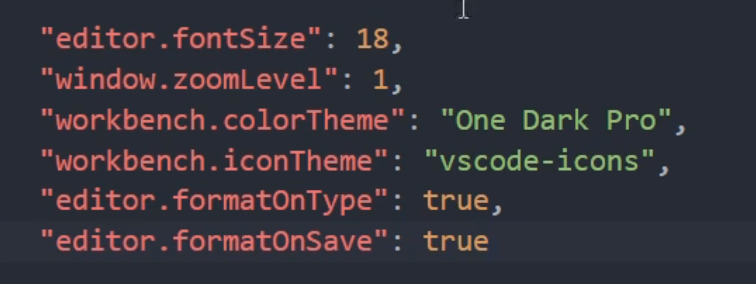 "editor.fontSize": 18,
"window.zoomLevel": 1,
"workbench.colorTheme": "One Dark Pro",
"workbench.iconTheme": "vscode-icons",
"editor.formatOnType": true,
"editor.formatOnSave": true